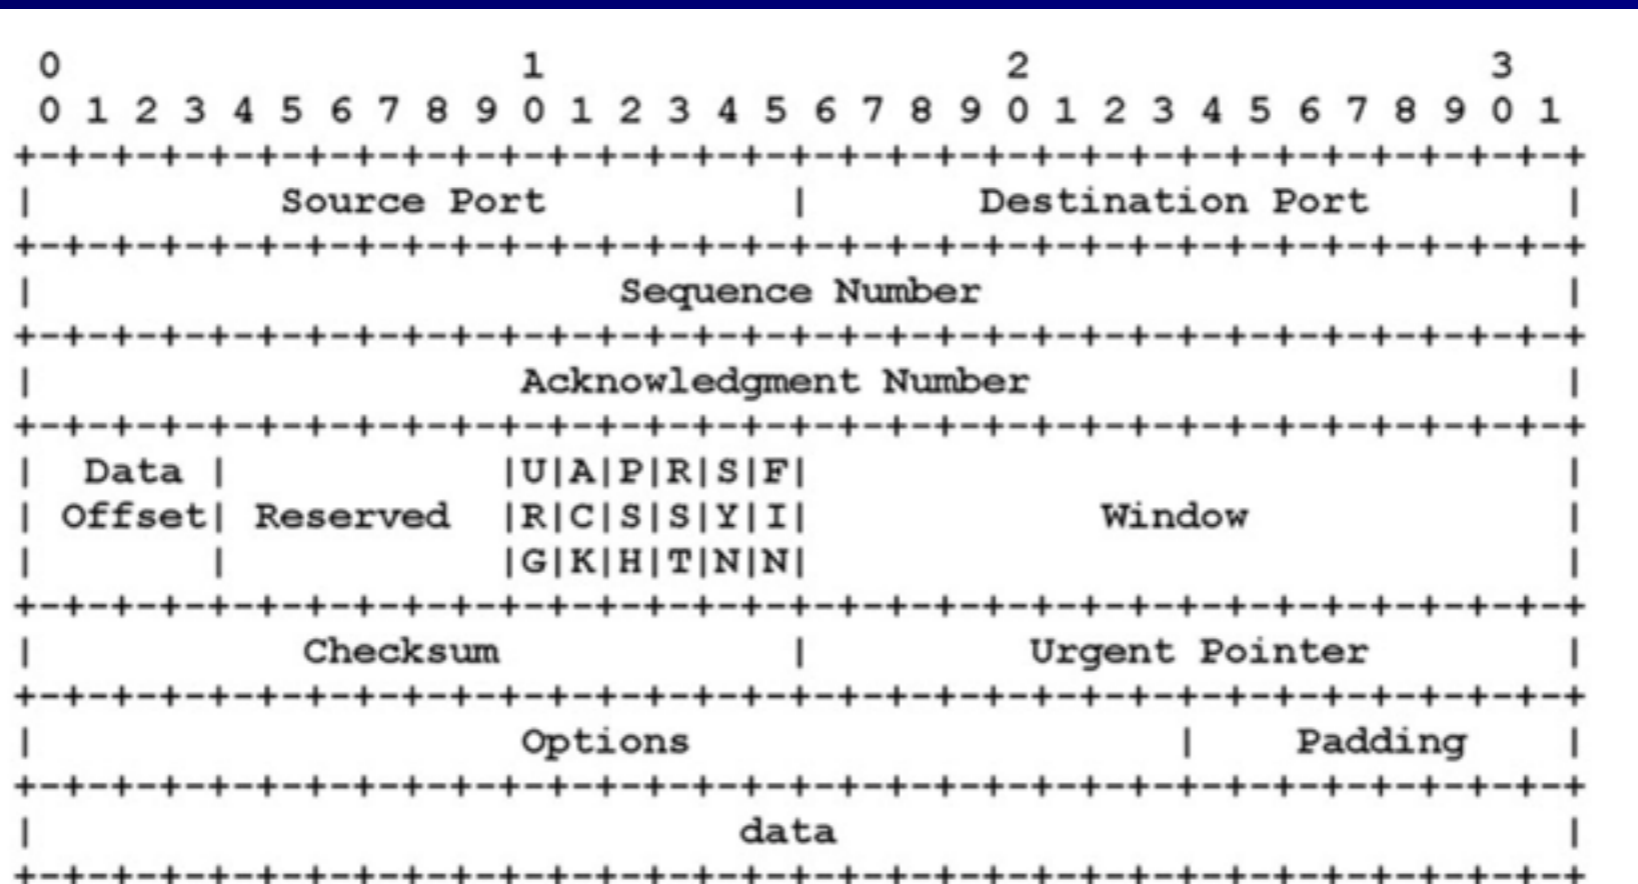 0                   1                   2                   3
 0 1 2 3 4 5 6 7 8 9 0 1 2 3 4 5 6 7 8 9 0 1 2 3 4 5 6 7 8 9 0 1
+-+-+-+-+-+-+-+-+-+-+-+-+-+-+-+-+-+-+-+-+-+-+-+-+-+-+-+-+-+-+-+-+
|          Source Port          |       Destination Port        |
+-+-+-+-+-+-+-+-+-+-+-+-+-+-+-+-+-+-+-+-+-+-+-+-+-+-+-+-+-+-+-+-+
|                        Sequence Number                        |
+-+-+-+-+-+-+-+-+-+-+-+-+-+-+-+-+-+-+-+-+-+-+-+-+-+-+-+-+-+-+-+-+
|                    Acknowledgment Number                      |
+-+-+-+-+-+-+-+-+-+-+-+-+-+-+-+-+-+-+-+-+-+-+-+-+-+-+-+-+-+-+-+-+
|  Data |           |U|A|P|R|S|F|                               |
| Offset| Reserved  |R|C|S|S|Y|I|            Window             |
|       |           |G|K|H|T|N|N|                               |
+-+-+-+-+-+-+-+-+-+-+-+-+-+-+-+-+-+-+-+-+-+-+-+-+-+-+-+-+-+-+-+-+
|           Checksum            |         Urgent Pointer        |
+-+-+-+-+-+-+-+-+-+-+-+-+-+-+-+-+-+-+-+-+-+-+-+-+-+-+-+-+-+-+-+-+
|                    Options                    |    Padding    |
+-+-+-+-+-+-+-+-+-+-+-+-+-+-+-+-+-+-+-+-+-+-+-+-+-+-+-+-+-+-+-+-+
|                             data                              |
+-+-+-+-+-+-+-+-+-+-+-+-+-+-+-+-+-+-+-+-+-+-+-+-+-+-+-+-+-+-+-+-+